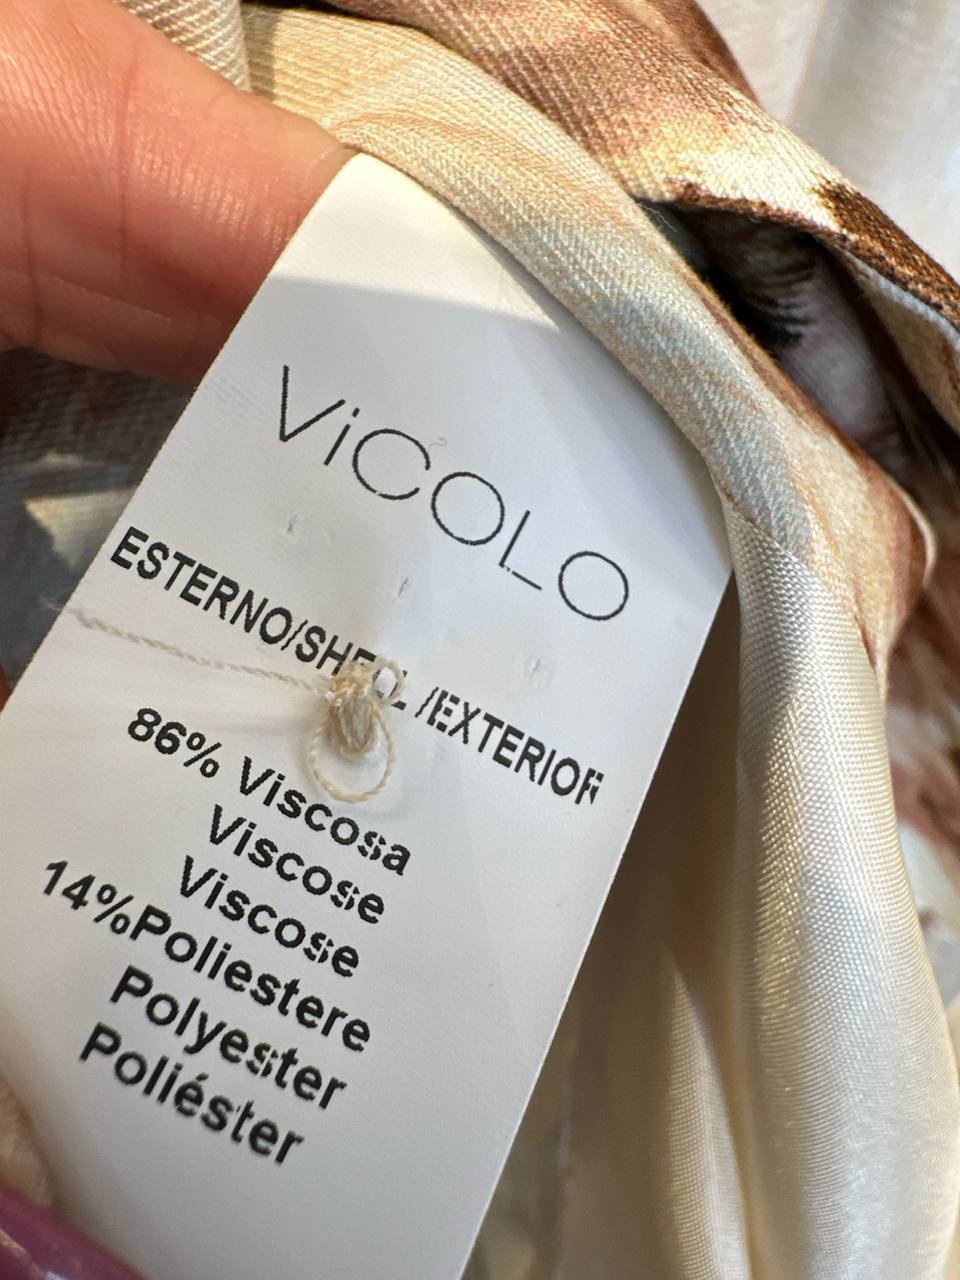 ViCOLO
ESTERNO/SHELL /EXTERIOR
86% Viscosa
Viscose
Viscose
14%Poliestere
Polyester
Poliéster